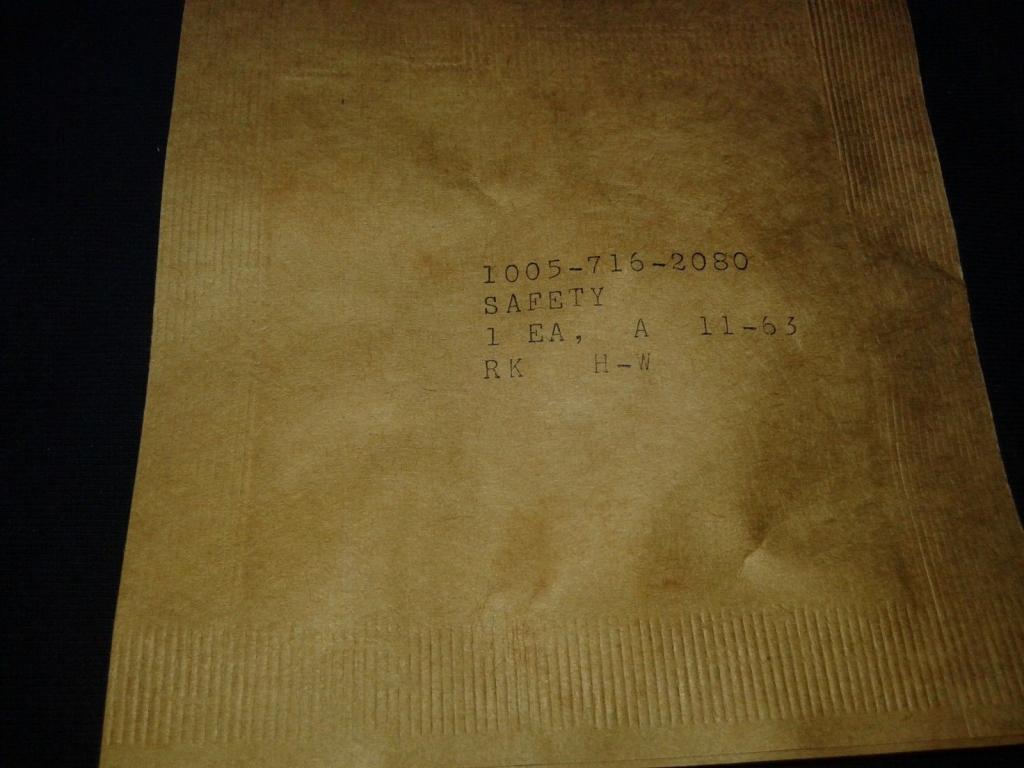 1005-716-2080
SAFETY
1 EA, A 11-63
RK H-W